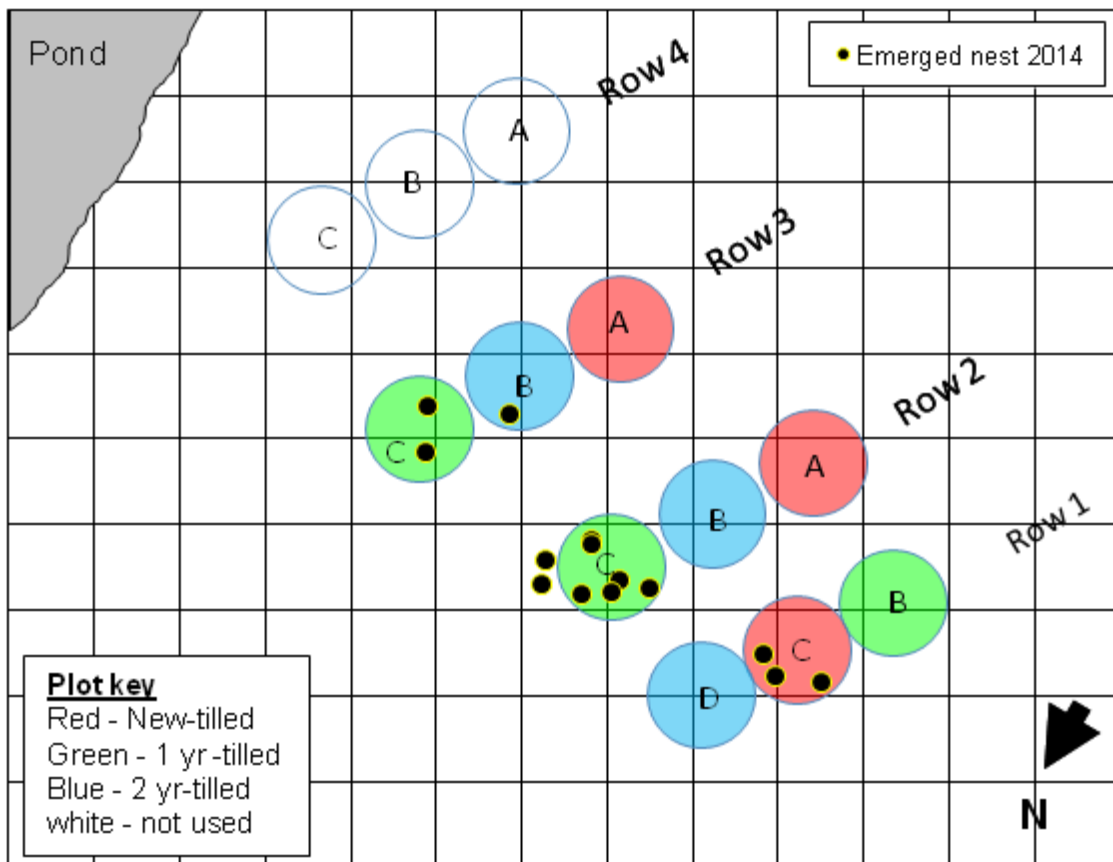 Pond
Emerged nest 2014
Row 4
A
B
C
Row 3
A
B
C
Row 2
A
B
C
Row 1
B
C
D
Plot key
Red - New-tilled
Green - 1 yr -tilled
Blue - 2 yr-tilled
white - not used
N